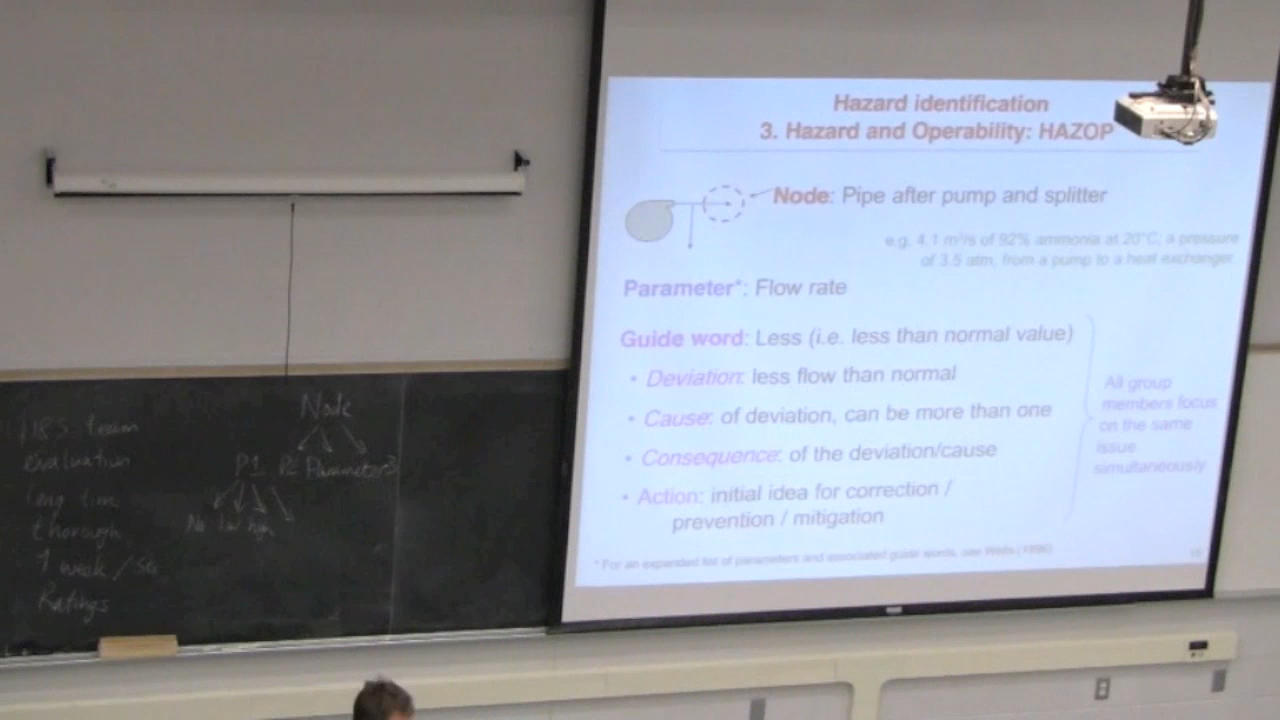 Hazard identification
3. Hazard and Operability: HAZOP
Node: Pipe after pump and splitter
e.g. 4.1 m³/s of 92% ammonia at 20°C; a pressure
of 3.5 atm, from a pump to a heat exchanger
Parameter*: Flow rate
Guide word: Less (i.e. less than normal value)
• Deviation: less flow than normal
• Cause: of deviation, can be more than one
• Consequence: of the deviation/cause
• Action: initial idea for correction /
prevention / mitigation
All group
members focus
on the same
issue
simultaneously
* For an expanded list of parameters and associated guide words, see Wells (1996)
team
evaluation
long time
thorough
1 week /
Ratings
Node
P1 P2 Parameter3
No low high